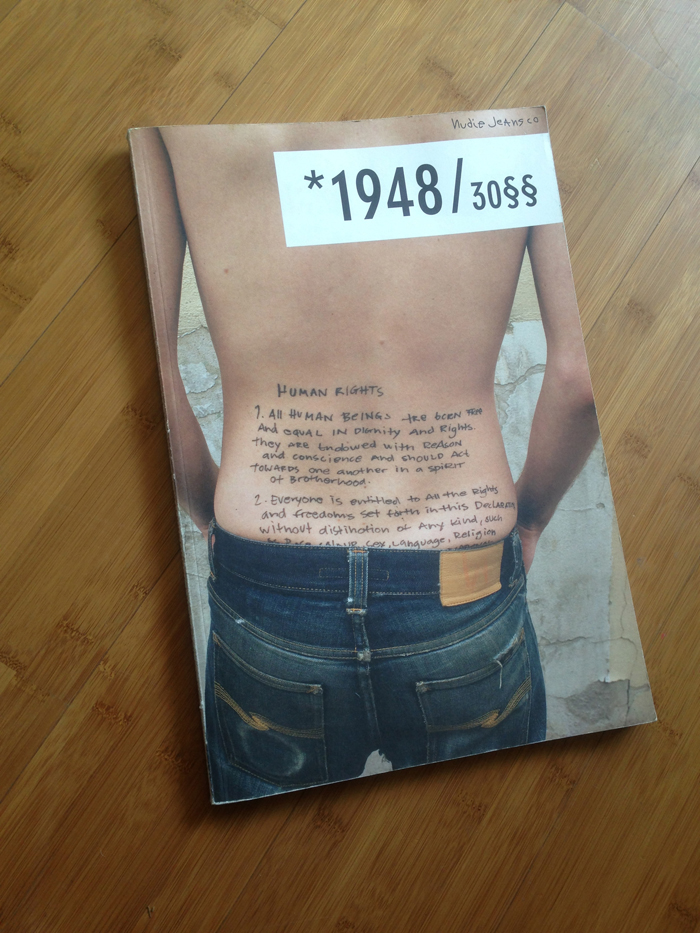 nudie Jeans co
*1948/30§§
HUMAN RIGHTS
1. All HUMAN BEINGS Are born free
And equal in Dignity and Rights.
They are Endowed with Reason
and conscience and should Act
Towards one another in a spirit
of Brotherhood.
2. Everyone is entitled to All the Rights
and freedoms set forth in this Declaration
without distinction of Any kind, such
colour, sex, Language, Religion